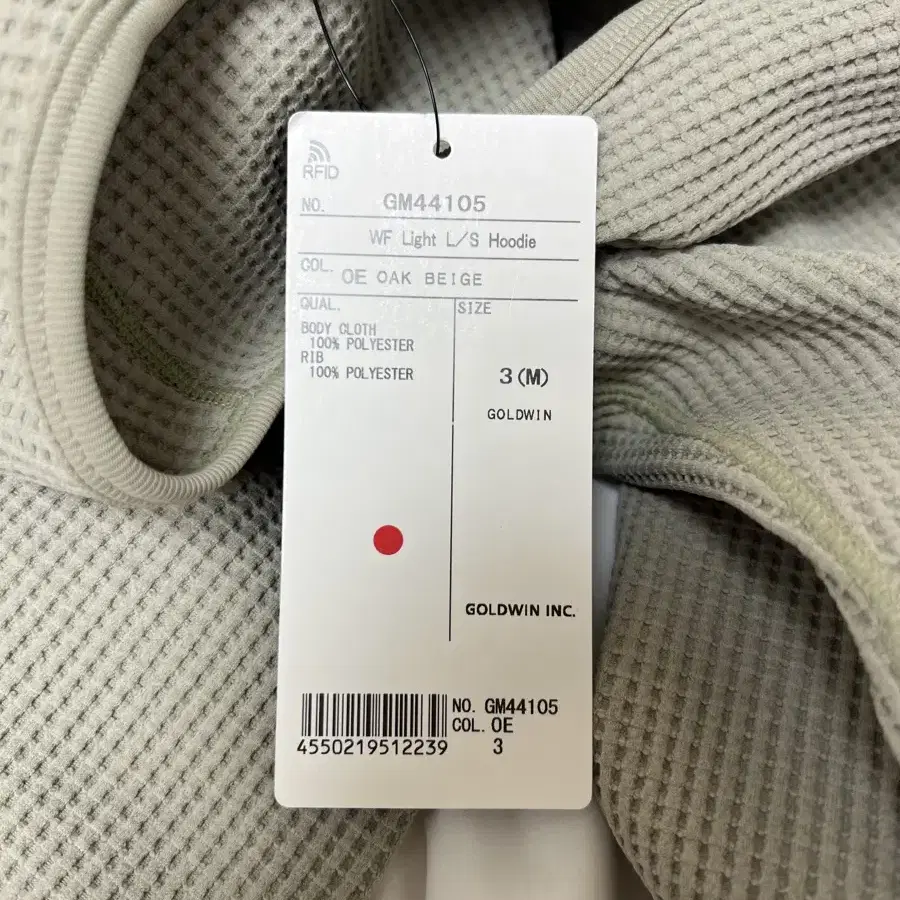 RFID
NO. GM44105
WF Light L/S Hoodie
COL. OE OAK BEIGE
QUAL.
BODY CLOTH
100% POLYESTER
RIB
100% POLYESTER
SIZE
3(M)
GOLDWIN
GOLDWIN INC.
4550219512239
NO. GM44105
COL. OE
3